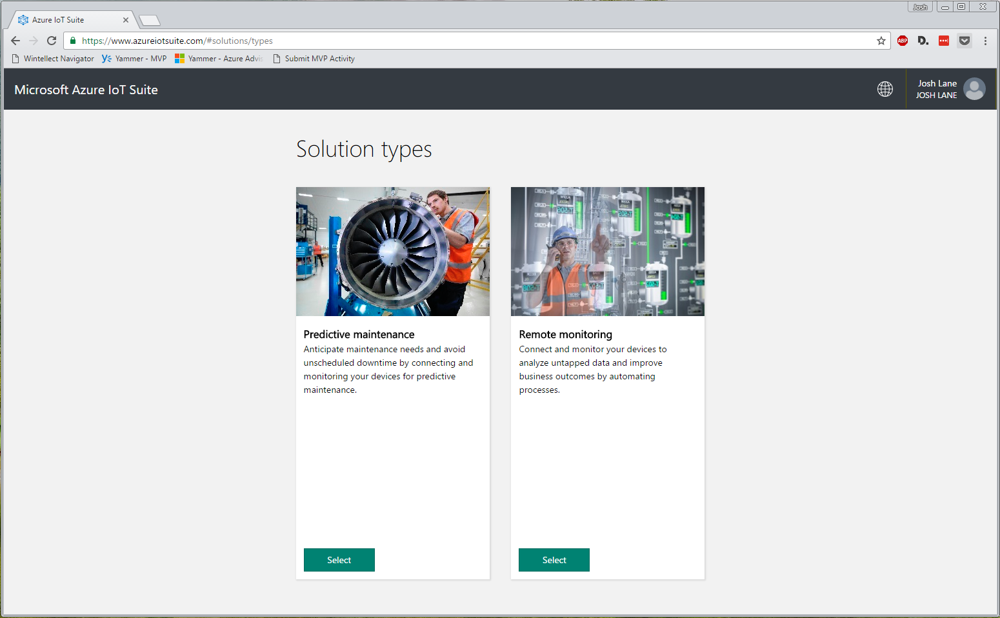 Josh
Azure IoT Suite
https://www.azureiotsuite.com/#solutions/types
ABP
D.
Wintellect Navigator
Yammer - MVP
Yammer - Azure Advis
Submit MVP Activity
Microsoft Azure IoT Suite
Josh Lane
JOSH LANE
Solution types
Predictive maintenance
Anticipate maintenance needs and avoid
unscheduled downtime by connecting and
monitoring your devices for predictive
maintenance.
Select
Remote monitoring
Connect and monitor your devices to
analyze untapped data and improve
business outcomes by automating
processes.
Select